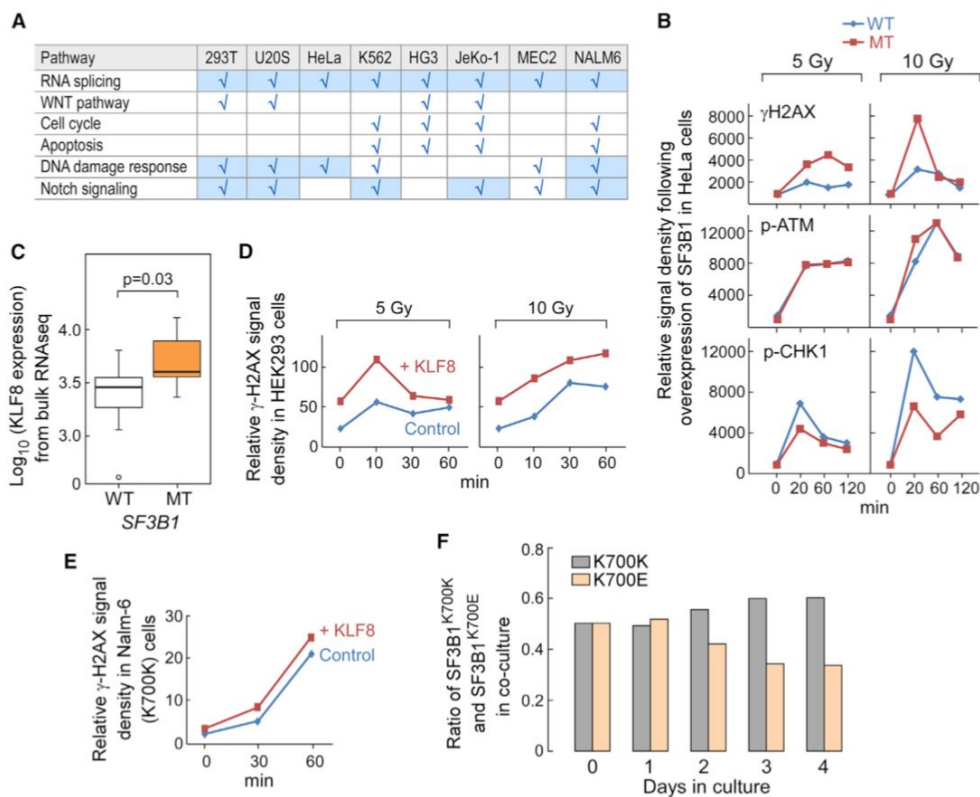 A
Pathway 293T U20S HeLa K562 HG3 JeKo-1 MEC2 NALM6
RNA splicing √ √ √ √ √ √ √ √
WNT pathway √ √ √ √
Cell cycle √ √ √ √
Apoptosis √ √ √ √
DNA damage response √ √ √ √ √ √
Notch signaling √ √ √ √ √ √
B
WT
MT
5 Gy 10 Gy
Relative signal density following
overexpression of SF3B1 in HeLa cells
γH2AX
8000
6000
4000
2000
p-ATM
12000
8000
4000
p-CHK1
12000
8000
4000
0
0 20 60 120 0 20 60 120
min
C
Log10 (KLF8 expression)
from bulk RNAseq
p=0.03
4.0
3.5
3.0
0
WT MT
SF3B1
D
Relative γ-H2AX signal
density in HEK293 cells
5 Gy 10 Gy
100
50
0
+ KLF8
Control
0 10 30 60 0 10 30 60
min
E
Relative γ-H2AX signal
density in Nalm-6
(K700K) cells
30
20
10
0
+ KLF8
Control
0 30 60
min
F
Ratio of SF3B1K700K
and SF3B1K700E
in co-culture
0.8
0.6
0.4
0.2
0
K700K
K700E
0 1 2 3 4
Days in culture